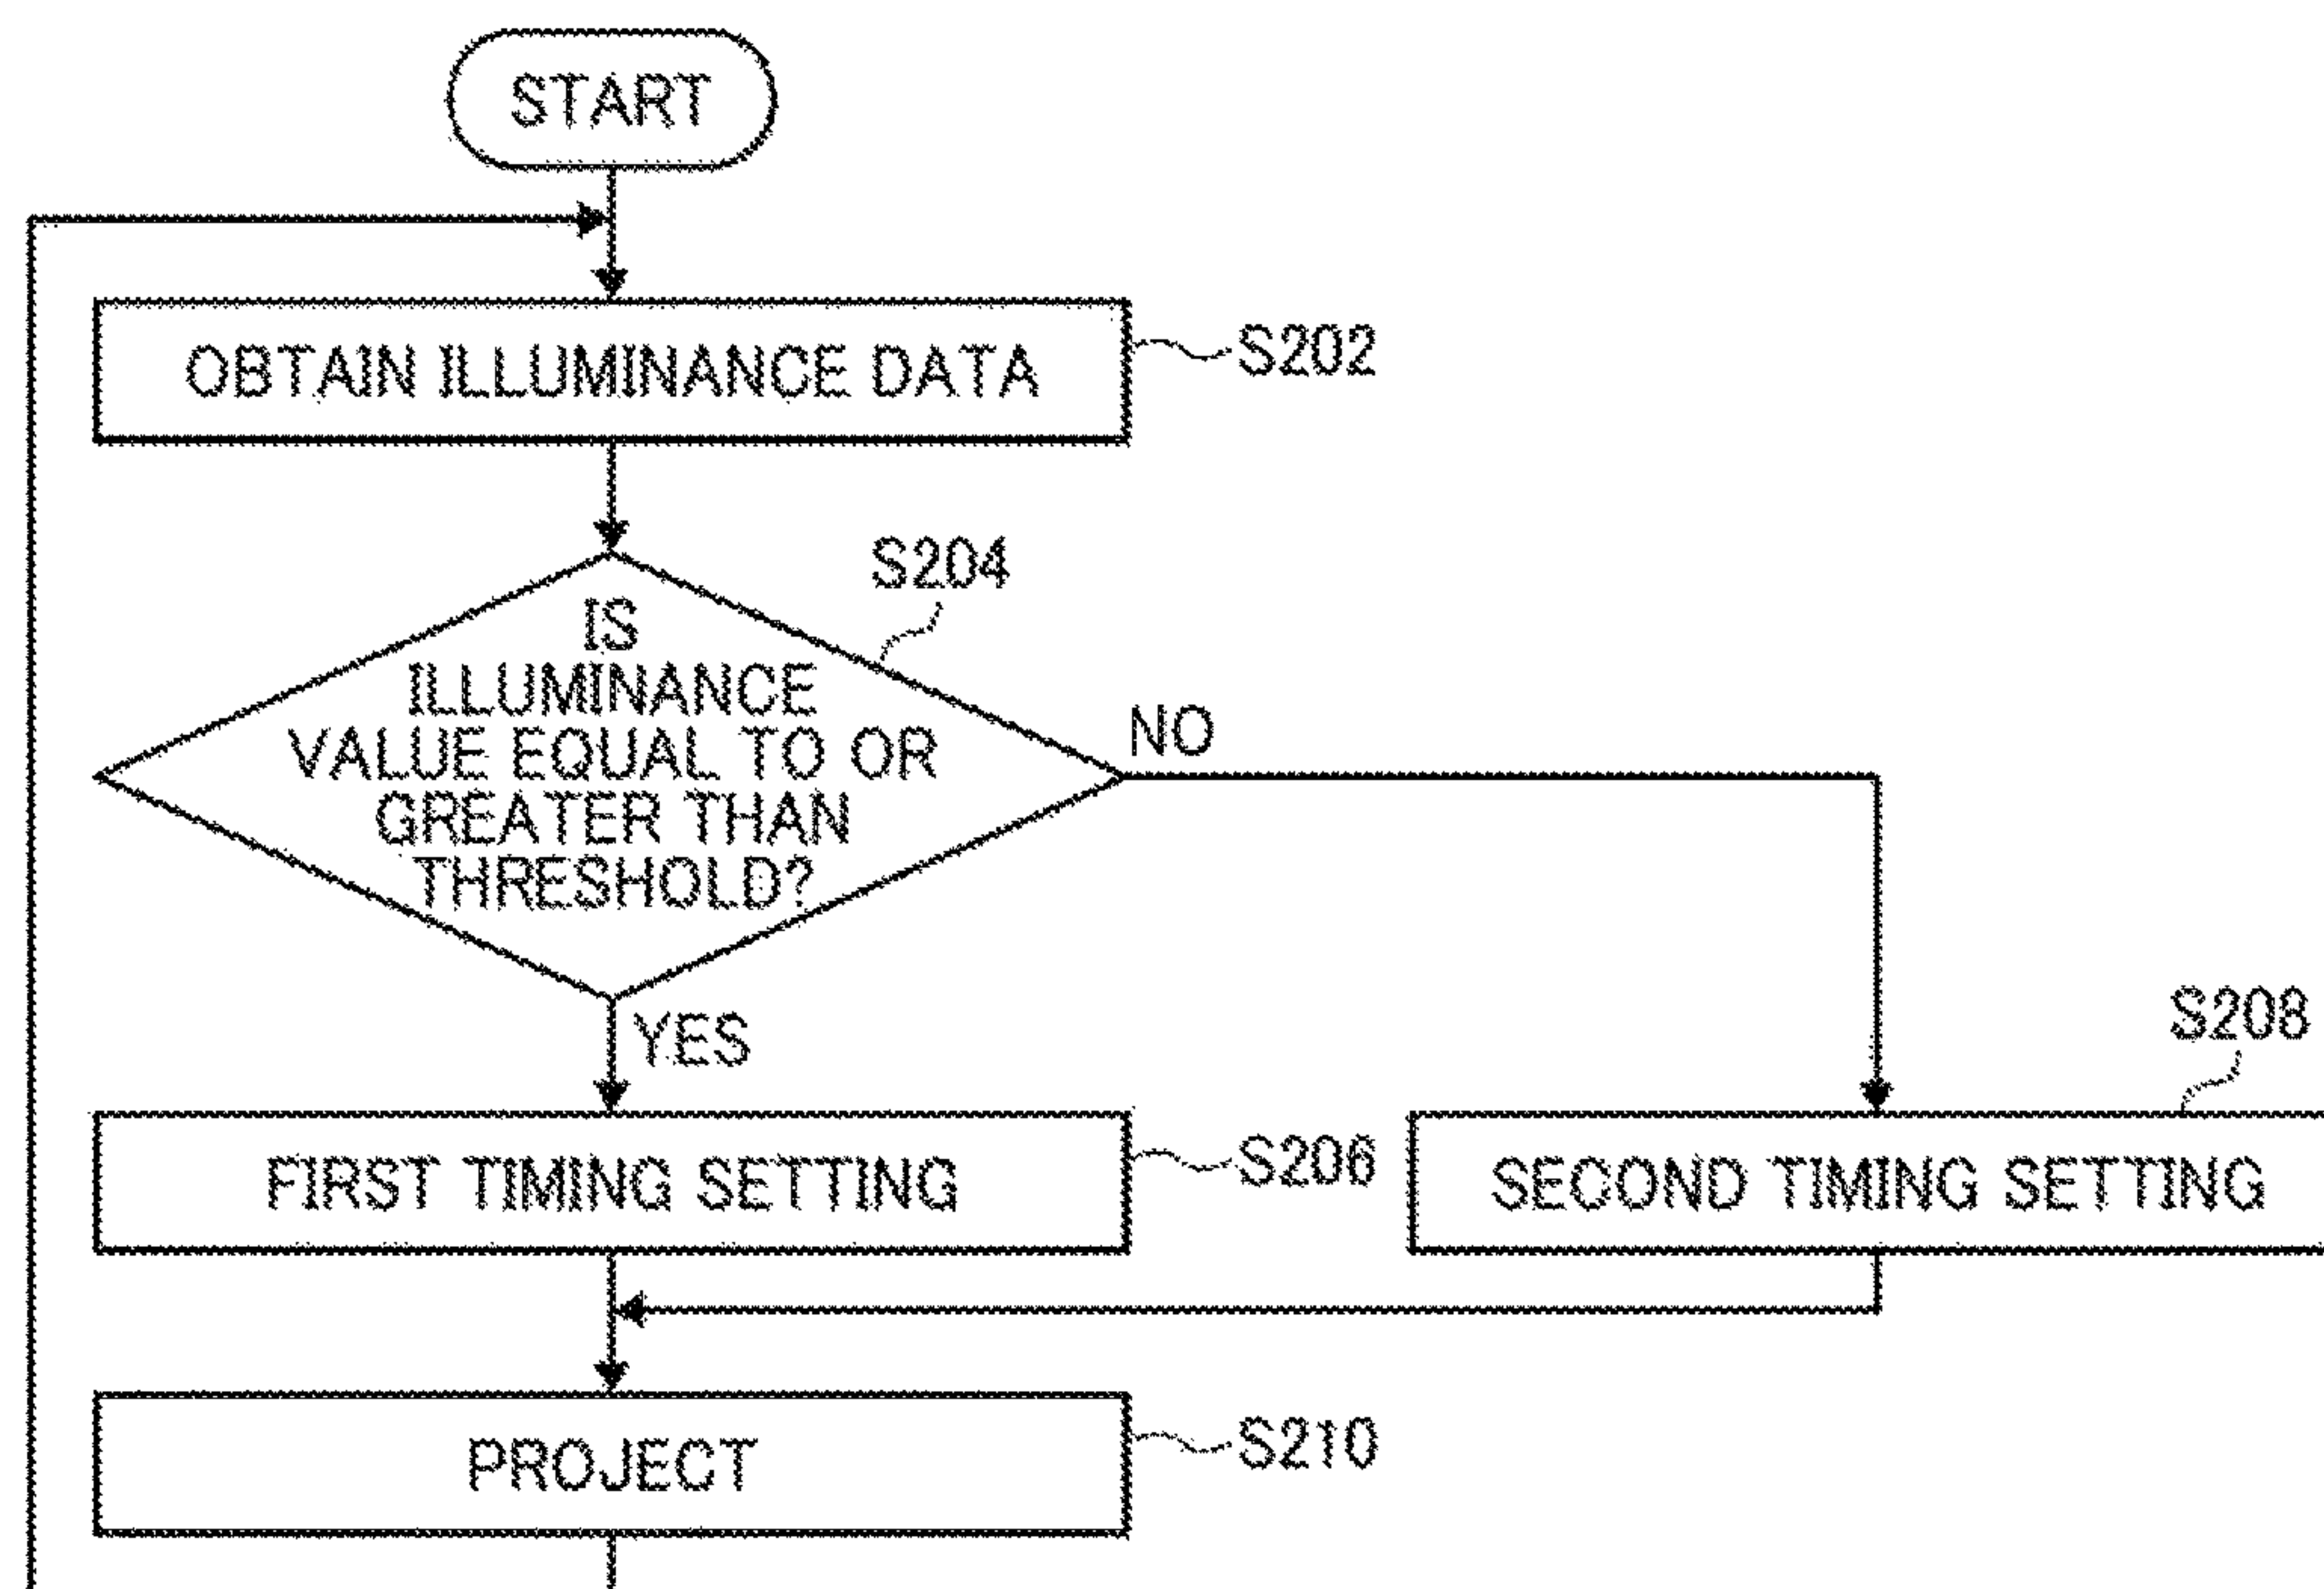 START
OBTAIN ILLUMINANCE DATA
S202
S204
IS
ILLUMINANCE
VALUE EQUAL TO OR
GREATER THAN
THRESHOLD?
NO
YES
S208
FIRST TIMING SETTING
S206
SECOND TIMING SETTING
PROJECT
S210